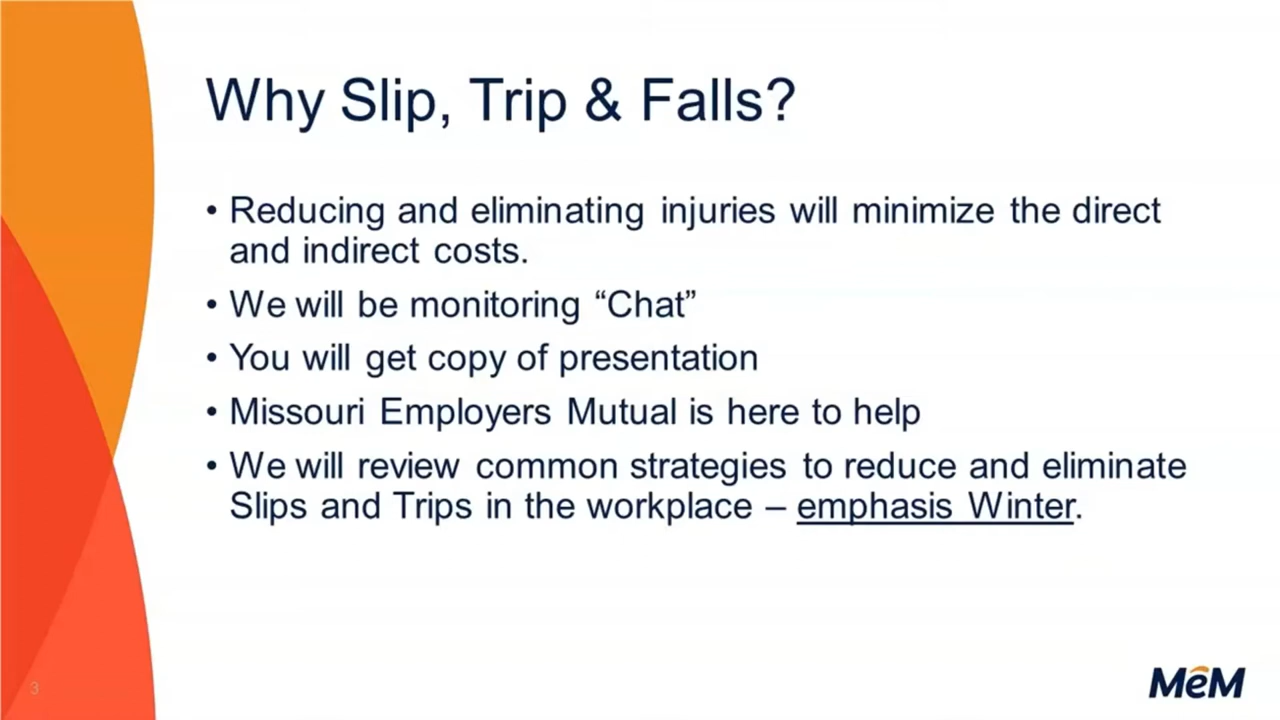 Why Slip, Trip & Falls?
• Reducing and eliminating injuries will minimize the direct
and indirect costs.
• We will be monitoring “Chat”
• You will get copy of presentation
• Missouri Employers Mutual is here to help
• We will review common strategies to reduce and eliminate
Slips and Trips in the workplace – emphasis Winter.
3
MeM